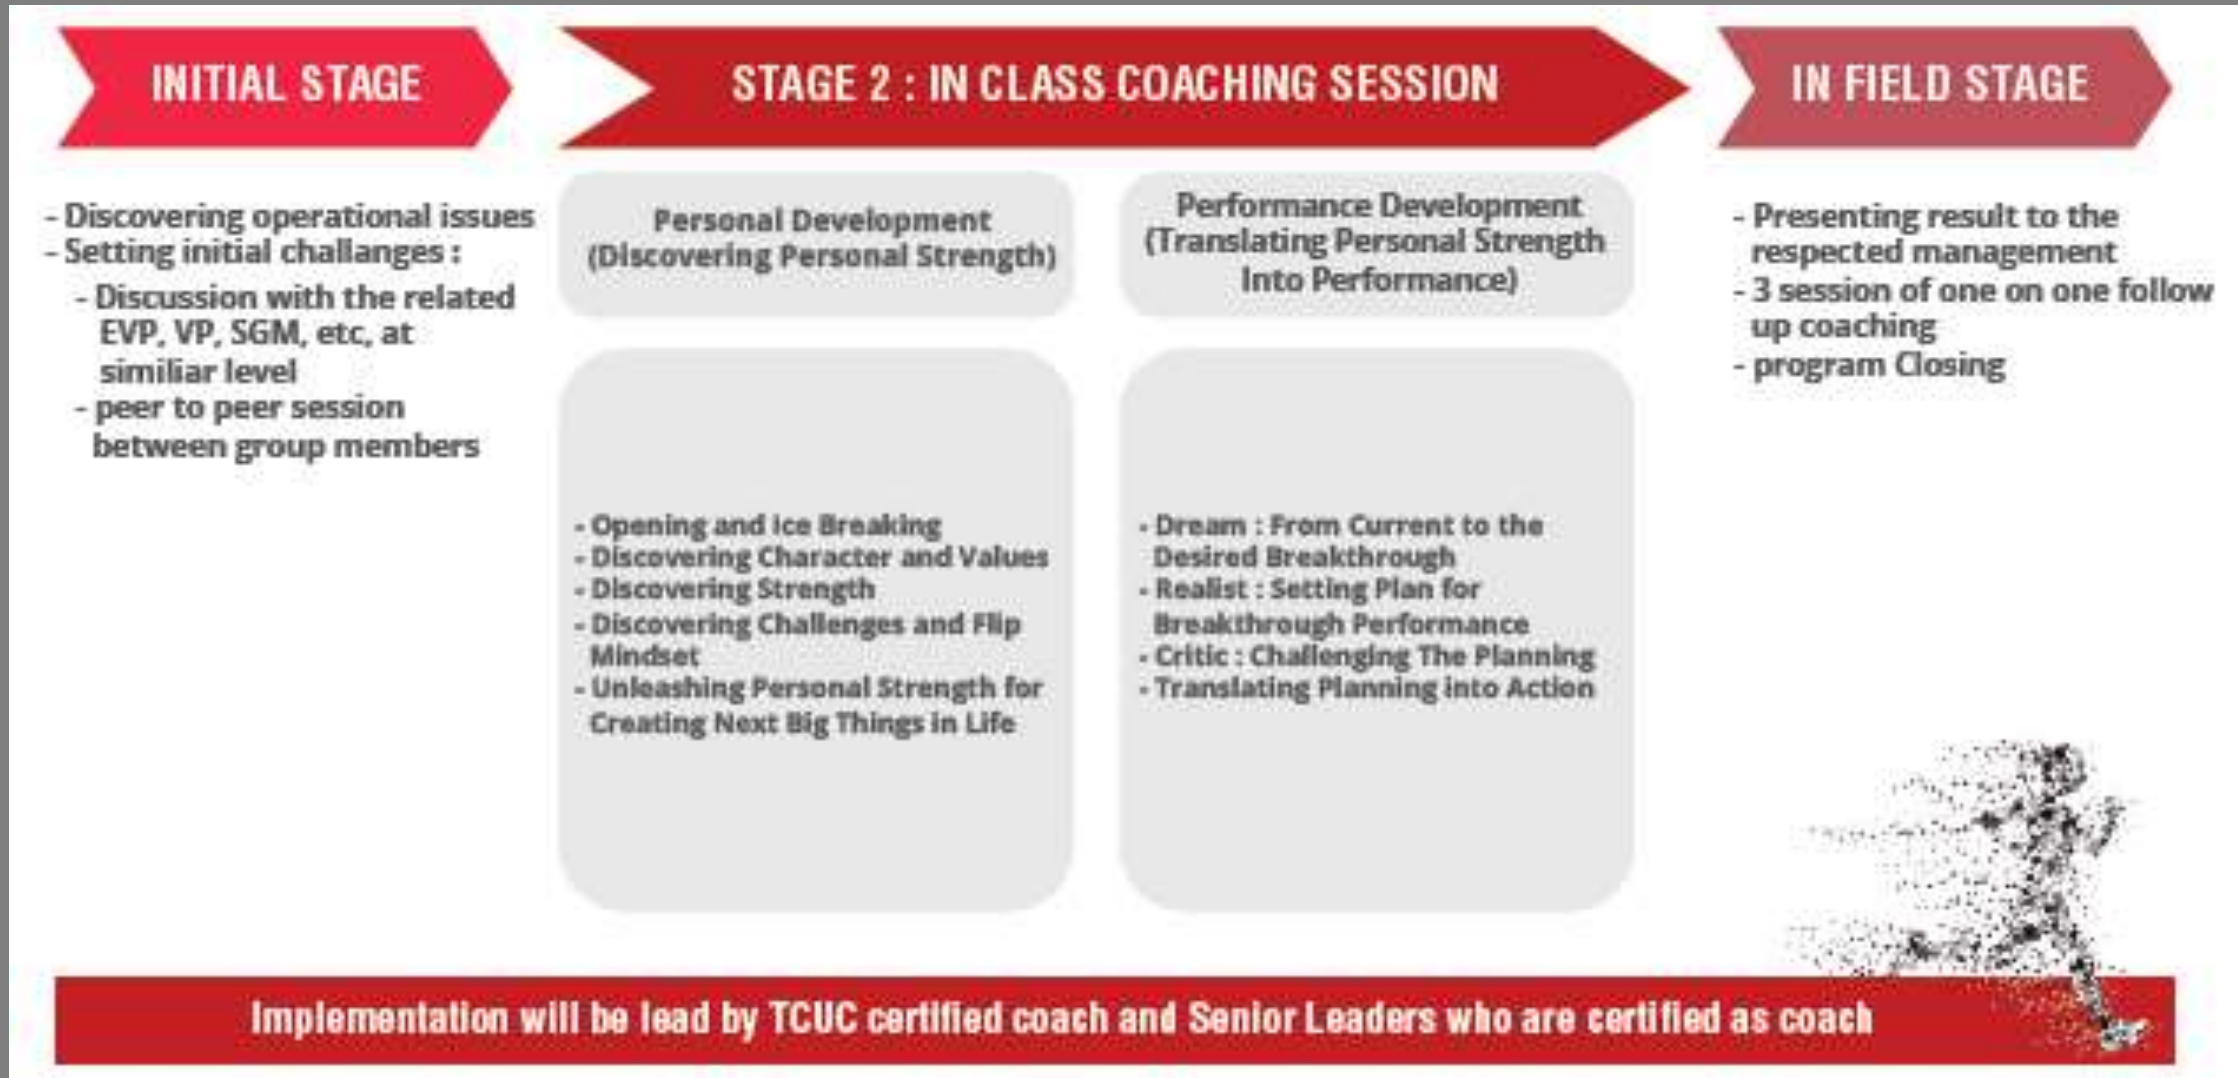 INITIAL STAGE
- Discovering operational issues
- Setting initial challanges :
- Discussion with the related
EVP, VP, SGM, etc, at
similiar level
- peer to peer session
between group members
STAGE 2 : IN CLASS COACHING SESSION
Personal Development
(Discovering Personal Strength)
- Opening and Ice Breaking
- Discovering Character and Values
- Discovering Strength
- Discovering Challenges and Flip
Mindset
- Unleashing Personal Strength for
Creating Next Big Things in Life
Performance Development
(Translating Personal Strength
Into Performance)
- Dream : From Current to the
Desired Breakthrough
- Realist : Setting Plan for
Breakthrough Performance
- Critic : Challenging The Planning
- Translating Planning into Action
IN FIELD STAGE
- Presenting result to the
respected management
- 3 session of one on one follow
up coaching
- program Closing
Implementation will be lead by TCUC certified coach and Senior Leaders who are certified as coach